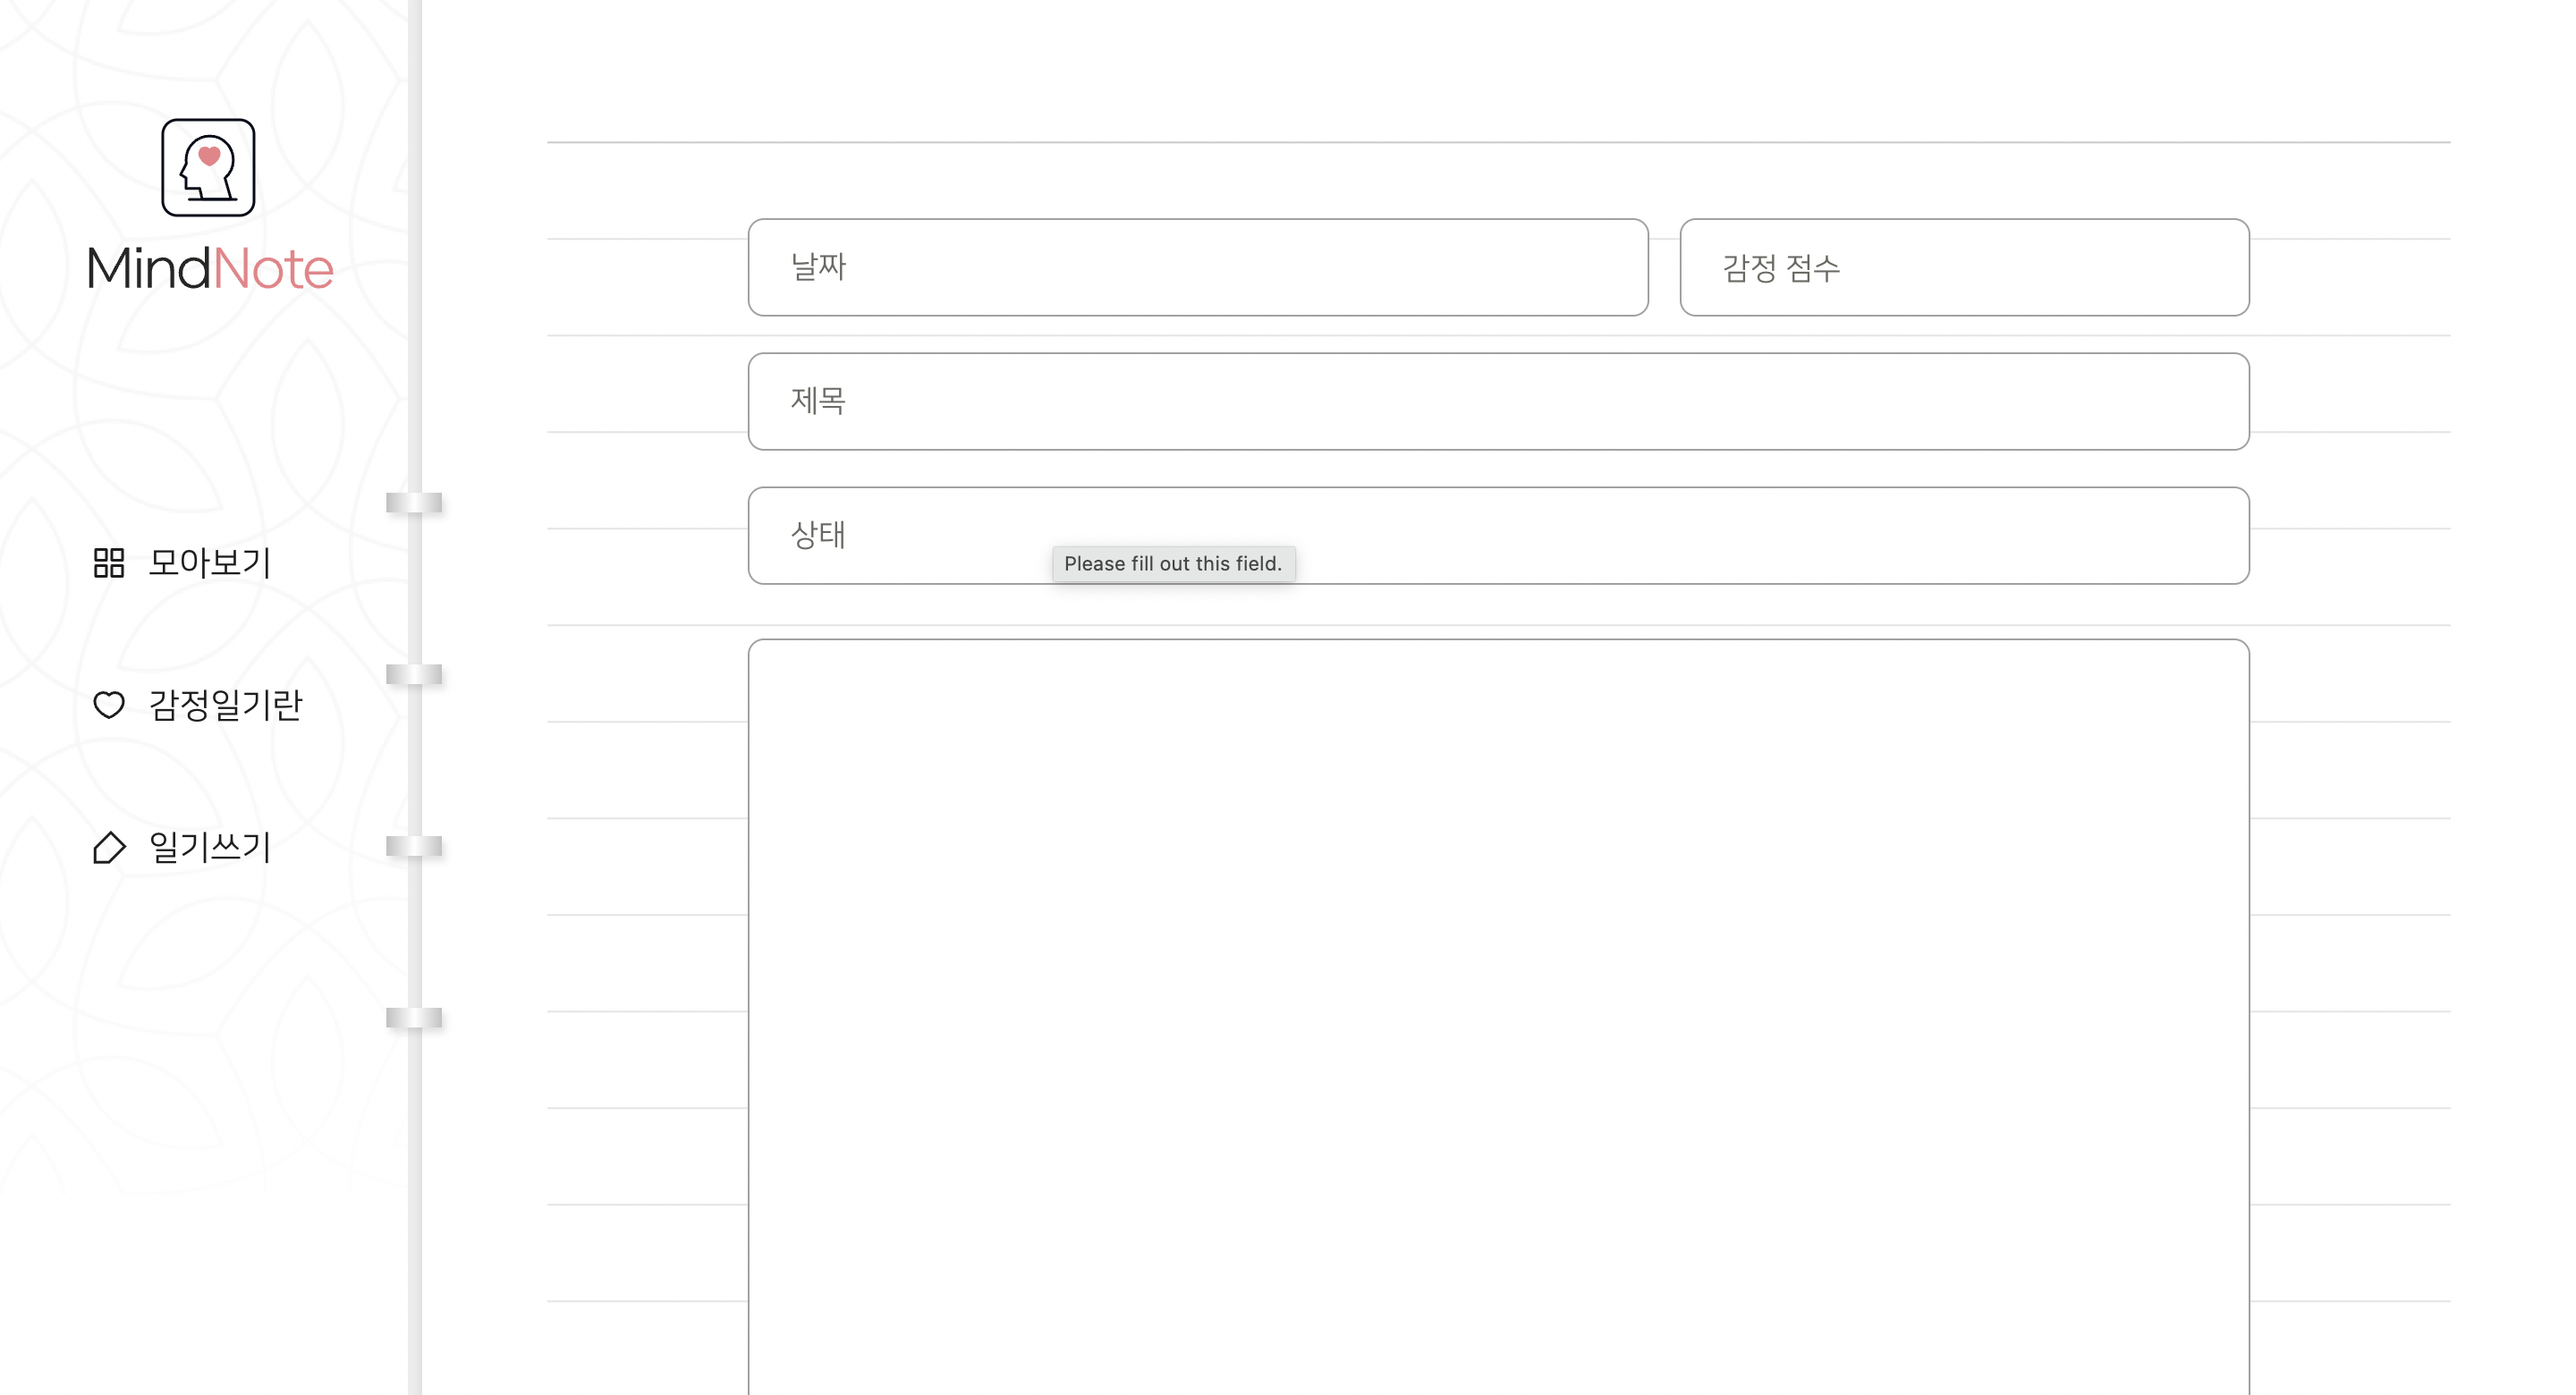 MindNote
모아보기
감정일기란
일기쓰기
날짜
감정 점수
제목
상태
Please fill out this field.